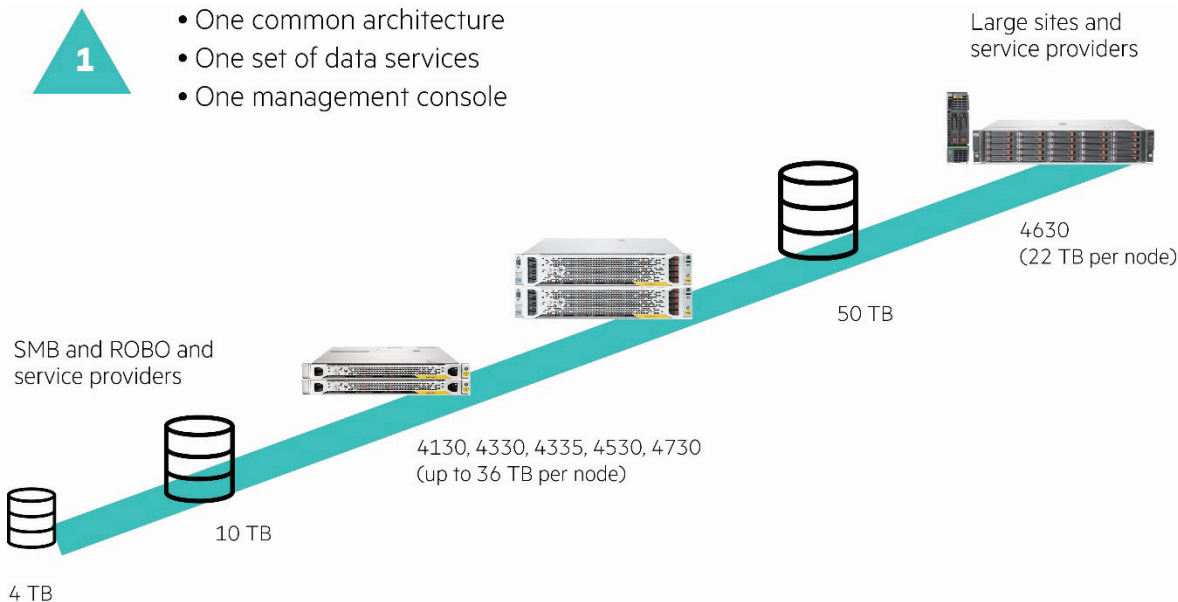 1
• One common architecture
• One set of data services
• One management console
Large sites and
service providers
4630
(22 TB per node)
50 TB
SMB and ROBO and
service providers
4130, 4330, 4335, 4530, 4730
(up to 36 TB per node)
10 TB
4 TB